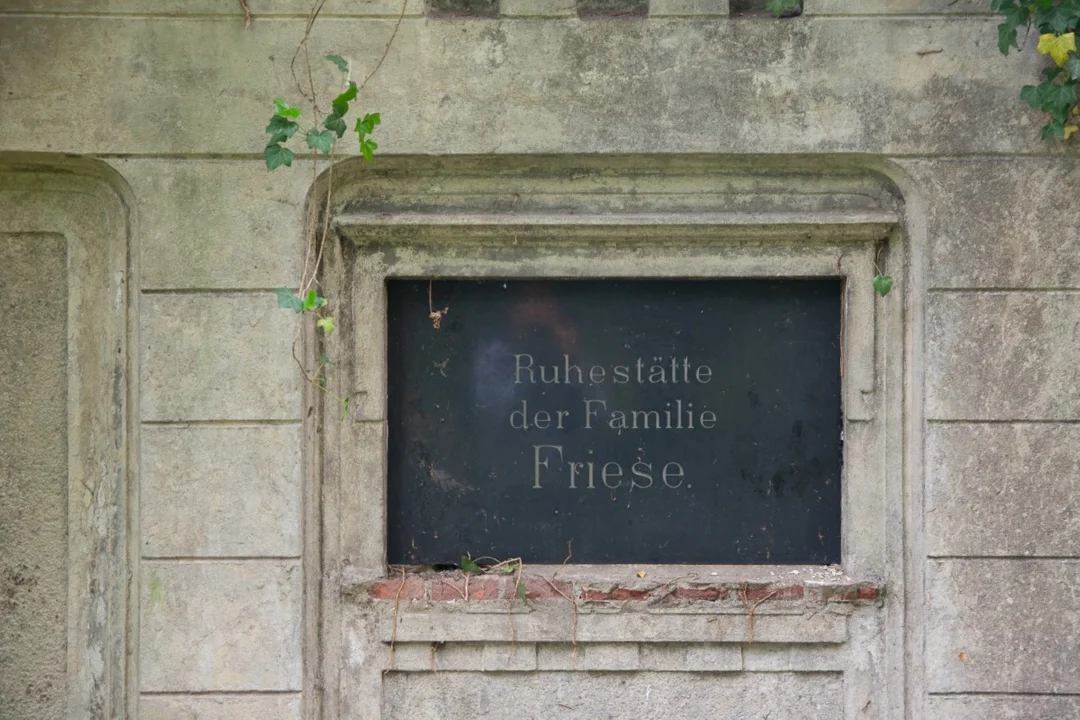 Ruhestätte
der Familie
Friese.